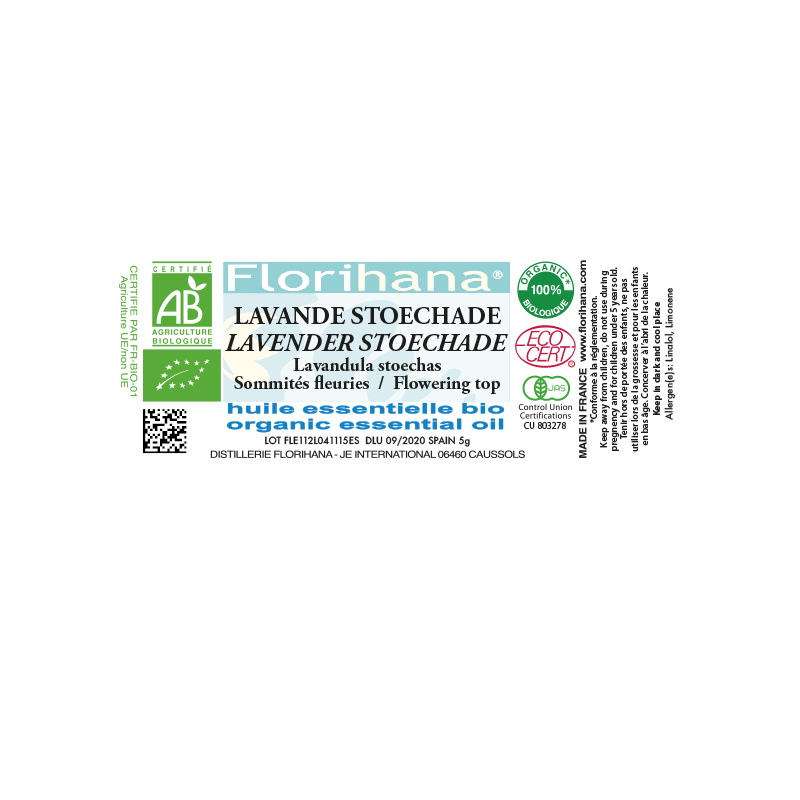 CERTIFIE PAR FR-BIO-01
Agriculture UE/non UE
CERTIFIÉ
AB
AGRICULTURE
BIOLOGIQUE
Florihana®
LAVANDE STOECHADE
LAVENDER STOECHADE
Lavandula stoechas
Sommités fleuries / Flowering top
huile essentielle bio
organic essential oil
LOT FLE112L041115ES DLU 09/2020 SPAIN 5g
DISTILLERIE FLORIHANA - JE INTERNATIONAL 06460 CAUSSOLS
ORGANIC*
100%
BIOLOGIQUE
ECO
CERT®
JAS
Control Union
Certifications
CU 803278
MADE IN FRANCE www.florihana.com
*Conforme à la réglementation.
Keep away from children, do not use during
pregnency and for children under 5 years old.
Tenir hors de portée des enfants, ne pas
utiliser lors de la grossesse et pour les enfants
en bas âge. Concerver à l'abri de la chaleur.
Keep in dark and cool place
Allergen(e)s: Linalol, Limonene